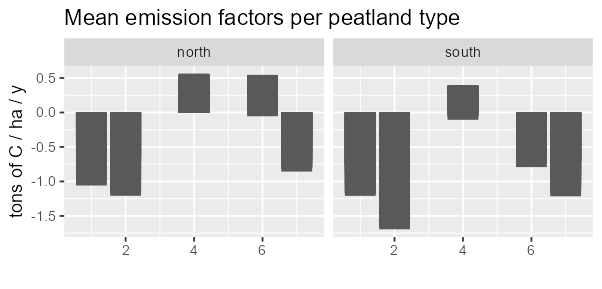 Mean emission factors per peatland type
north south
tons of C / ha / y
0.5
0.0
-0.5
-1.0
-1.5
2 4 6 2 4 6